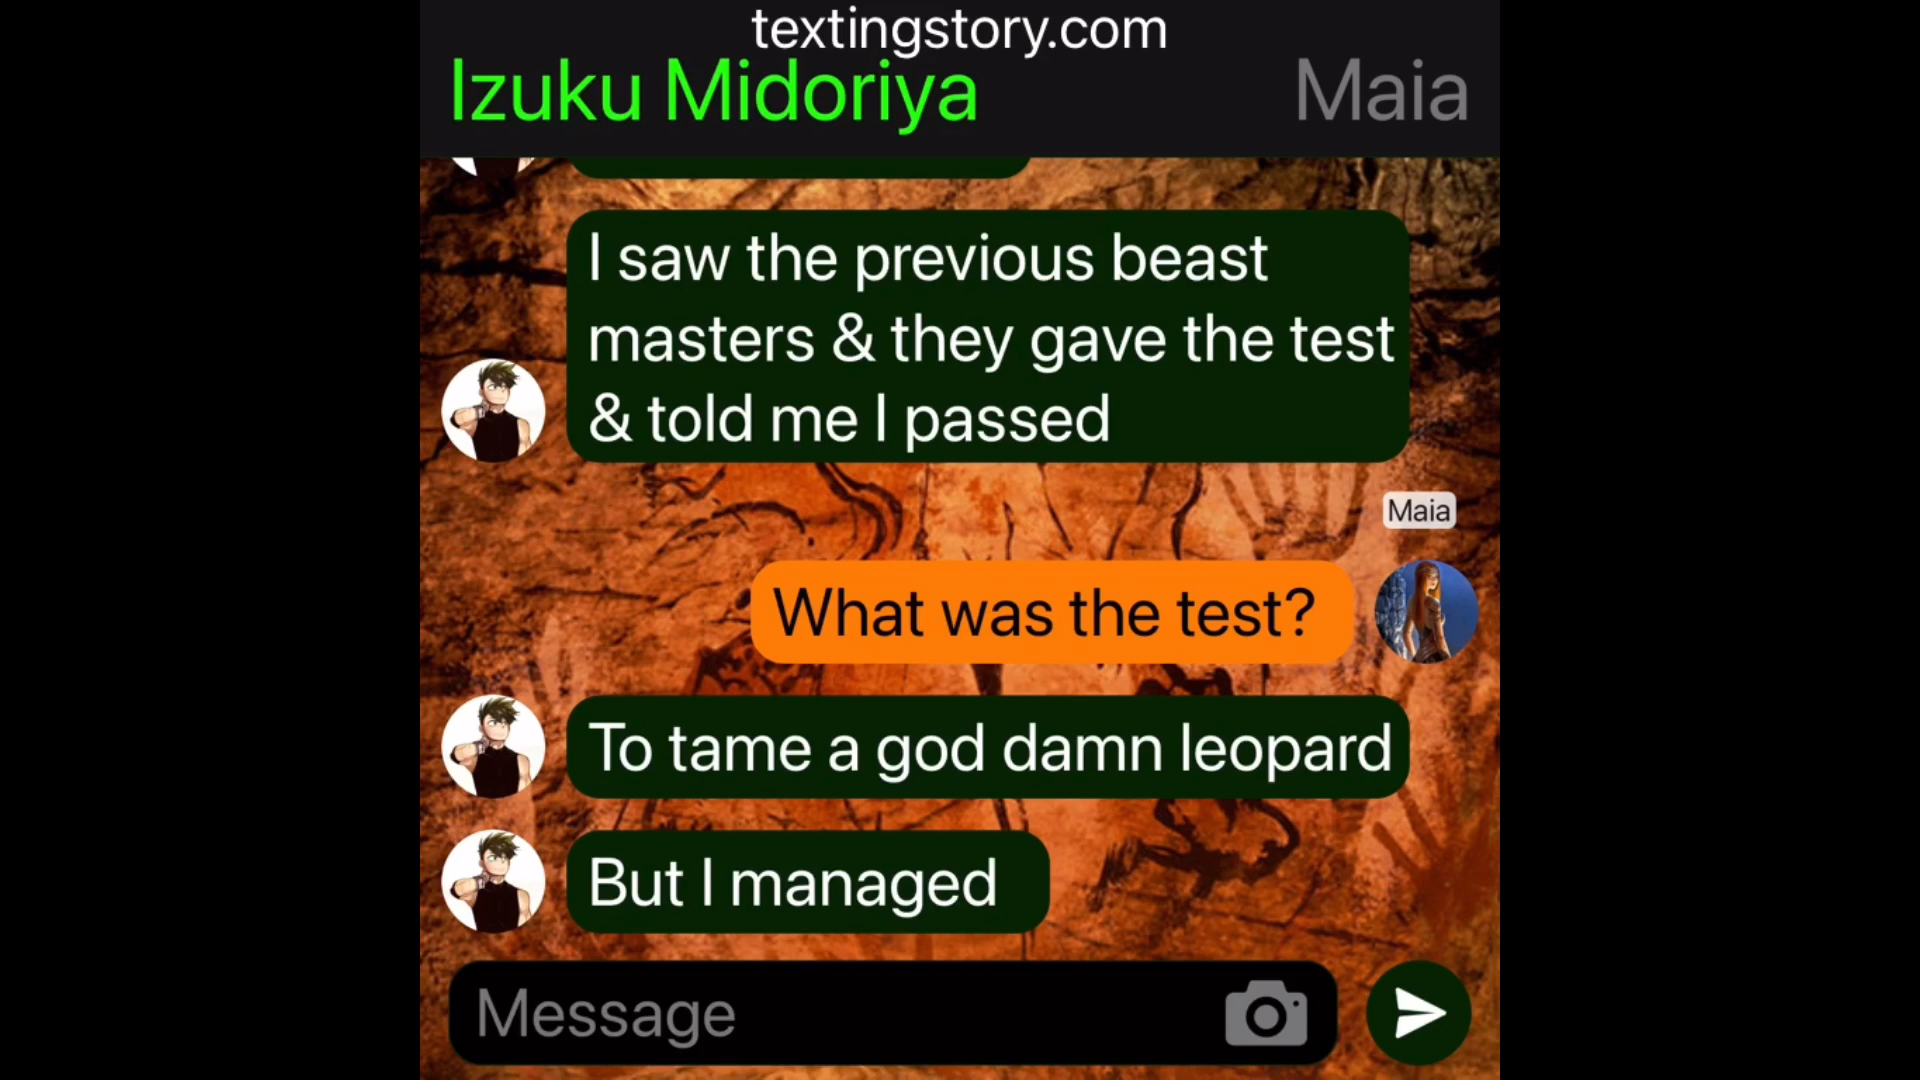 textingstory.com
Izuku Midoriya
Maia
I saw the previous beast
masters & they gave the test
& told me I passed
Maia
What was the test?
To tame a god damn leopard
But I managed
Message